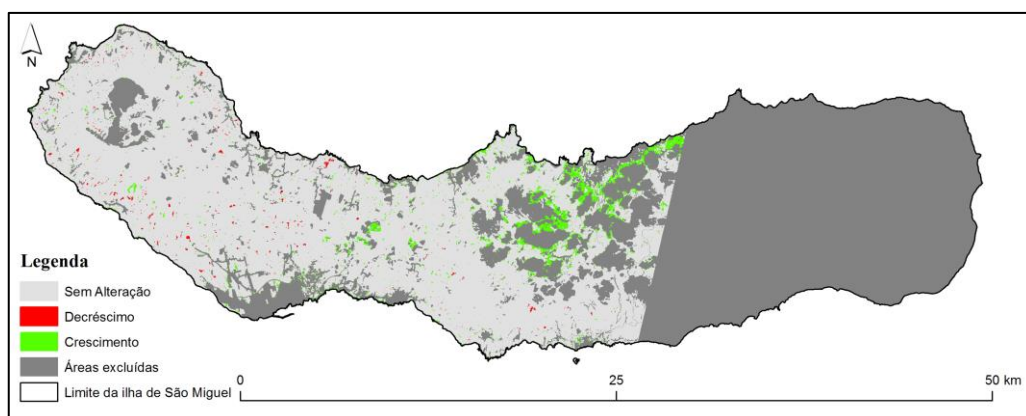 N
Legenda
Sem Alteração
Decréscimo
Crescimento
Áreas excluídas
Limite da ilha de São Miguel
0 25 50 km